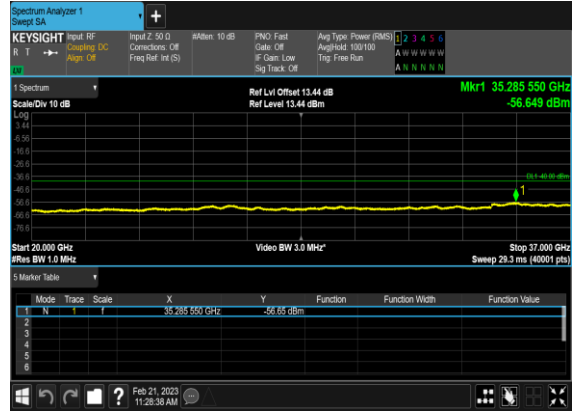 Spectrum Analyzer 1
Swept SA
+
KEYSIGHT Input: RF Input Z: 50 Ω #Atten: 10 dB PNO: Fast Avg Type: Power (RMS) 1 2 3 4 5 6
R T Coupling: DC Corrections: Off Gate: Off Avg|Hold: 100/100 A W W W W W
Align: Off Freq Ref: Int (S) IF Gain: Low Trig: Free Run
Sig Track: Off A N N N N N
1 Spectrum
Ref Lvl Offset 13.44 dB Mkr1 35.285 550 GHz
Scale/Div 10 dB Ref Level 13.44 dBm -56.649 dBm
Log
3.44
-6.56
-16.6
-26.6
-36.6 DL1 -40.00 dBm
-46.6 1
-56.6
-66.6
-76.6
Start 20.000 GHz Video BW 3.0 MHz* Stop 37.000 GHz
#Res BW 1.0 MHz Sweep 29.3 ms (40001 pts)
5 Marker Table
Mode Trace Scale X Y Function Function Width Function Value
1 N 1 f 35.285 550 GHz -56.65 dBm
2
3
4
5
6
? Feb 21, 2023
11:28:38 AM